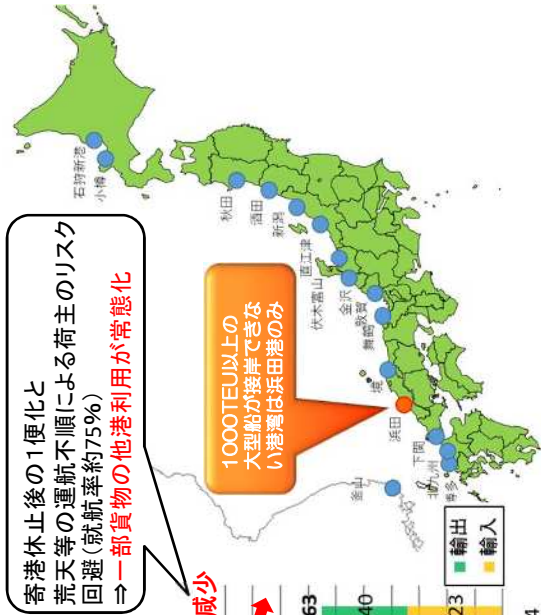 寄港休止後の1便化と
荒天等の運航不順による荷主のリスク
回避(就航率約75%)
⇒一部貨物の他港利用が常態化
減少
1000TEU以上の
大型船が接岸できな
い港湾は浜田港のみ
石狩新港
小樽
秋田
酒田
新潟
直江津
伏木富山
金沢
敦賀
舞鶴
境
浜田
下関
北九州
博多
釜山
輸出
輸入
63
40
23
4